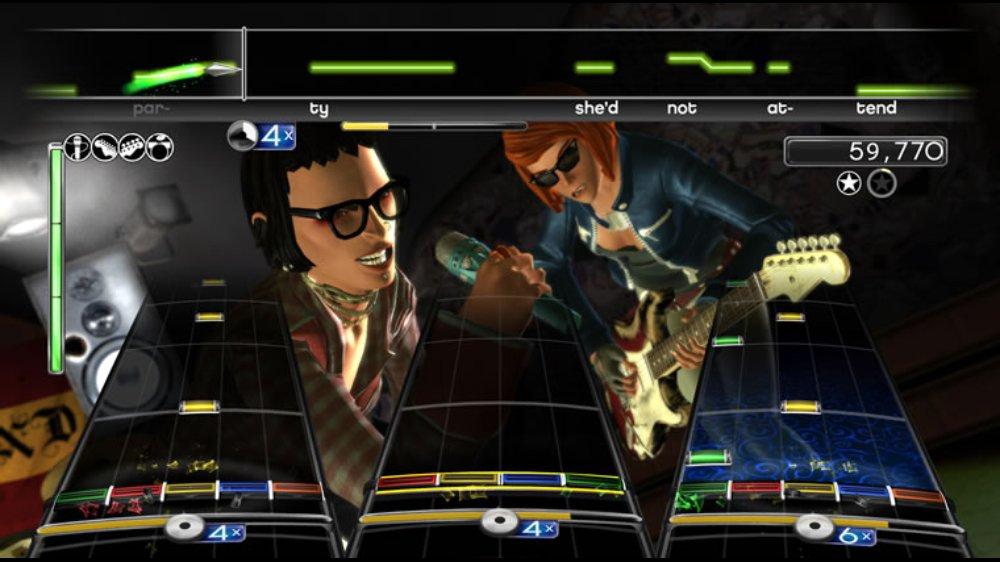 par- ty she'd not at- tend
4x
59,770
4x 4x 6x